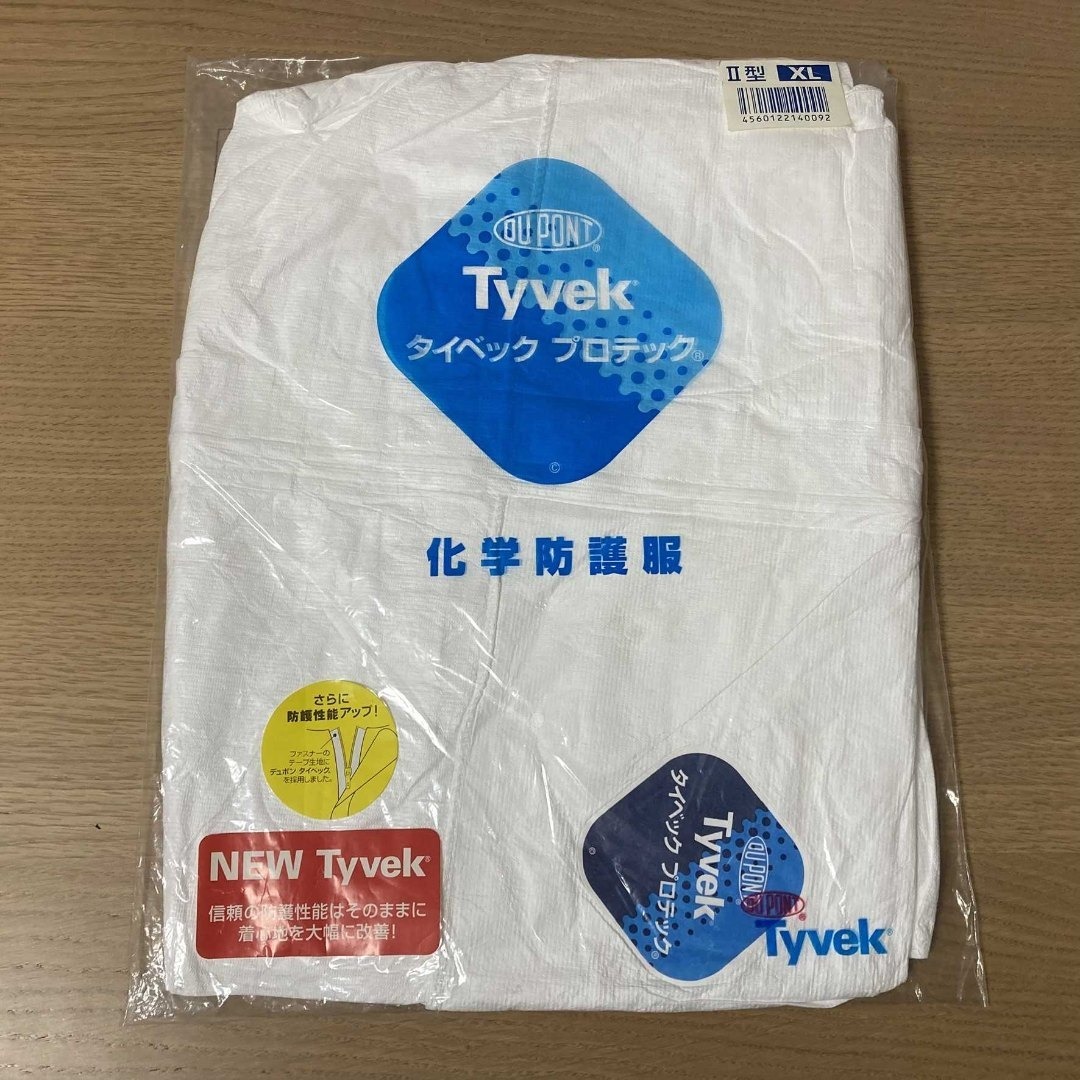 II型 XL
4560122140092
DU PONT®
Tyvek®
タイベック プロテック®
©
化学防護服
さらに
防護性能アップ!
ファスナーの
テープ生地に
デュポン タイベック®
を採用しました。
NEW Tyvek®
信頼の防護性能はそのままに
着心地を大幅に改善!
DU PONT
Tyvek
タイベック プロテック®
©
DU PONT®
Tyvek®